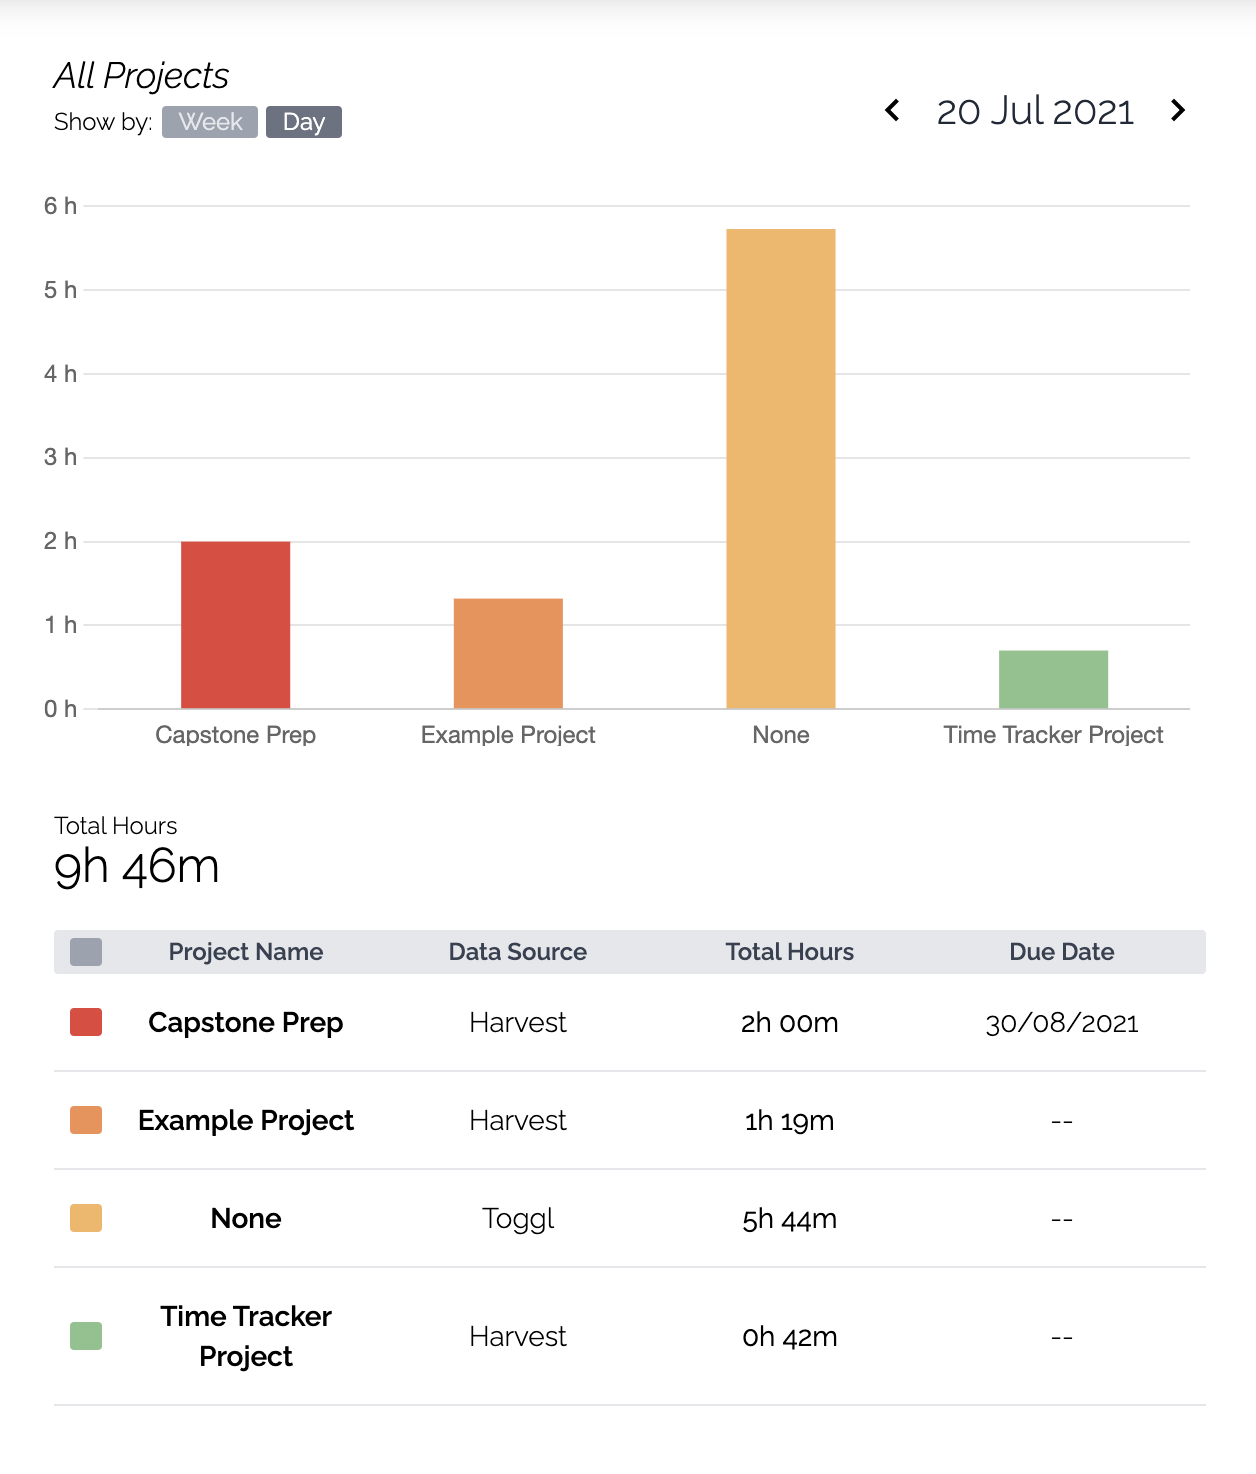 All Projects
Show by: Week Day
20 Jul 2021
6 h
5 h
4 h
3 h
2 h
1 h
0 h
Capstone Prep Example Project None Time Tracker Project
Total Hours
9h 46m
Project Name Data Source Total Hours Due Date
Capstone Prep Harvest 2h 00m 30/08/2021
Example Project Harvest 1h 19m --
None Toggl 5h 44m --
Time Tracker
Project Harvest 0h 42m --